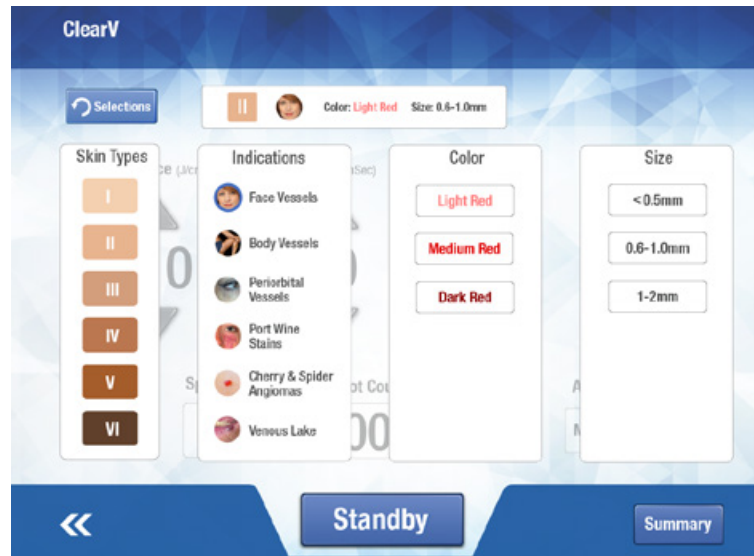 ClearV
Selections
II Color: Light Red Size: 0.6-1.0mm
Skin Types
I
II
III
IV
V
VI
Indications
Face Vessels
Body Vessels
Periorbital
Vessels
Port Wine
Stains
Cherry & Spider
Angiomas
Venous Lake
Color
Light Red
Medium Red
Dark Red
Size
<0.5mm
0.6-1.0mm
1-2mm
Standby
Summary